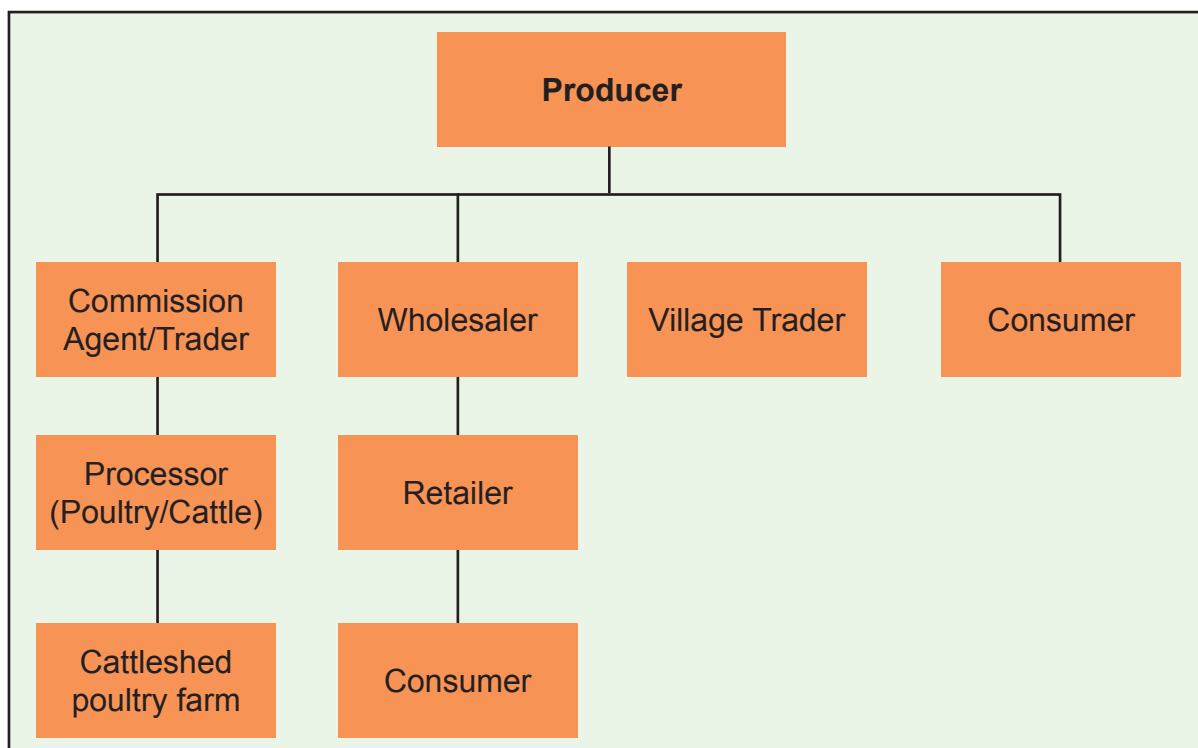 Producer
Commission
Agent/Trader
Wholesaler
Village Trader
Consumer
Processor
(Poultry/Cattle)
Retailer
Cattleshed
poultry farm
Consumer